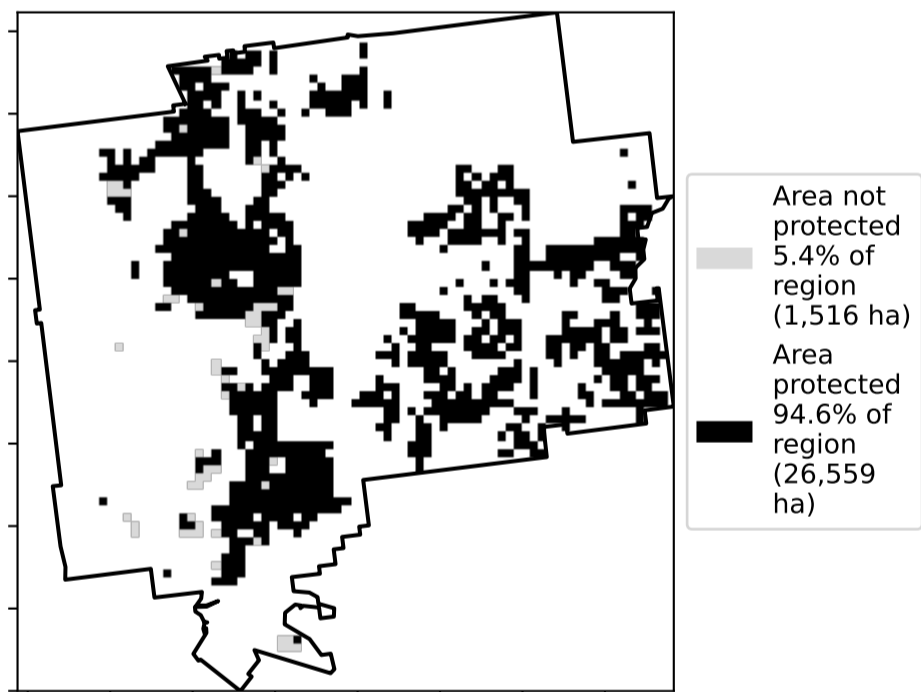 Area not
protected
5.4% of
region
(1,516 ha)
Area
protected
94.6% of
region
(26,559
ha)